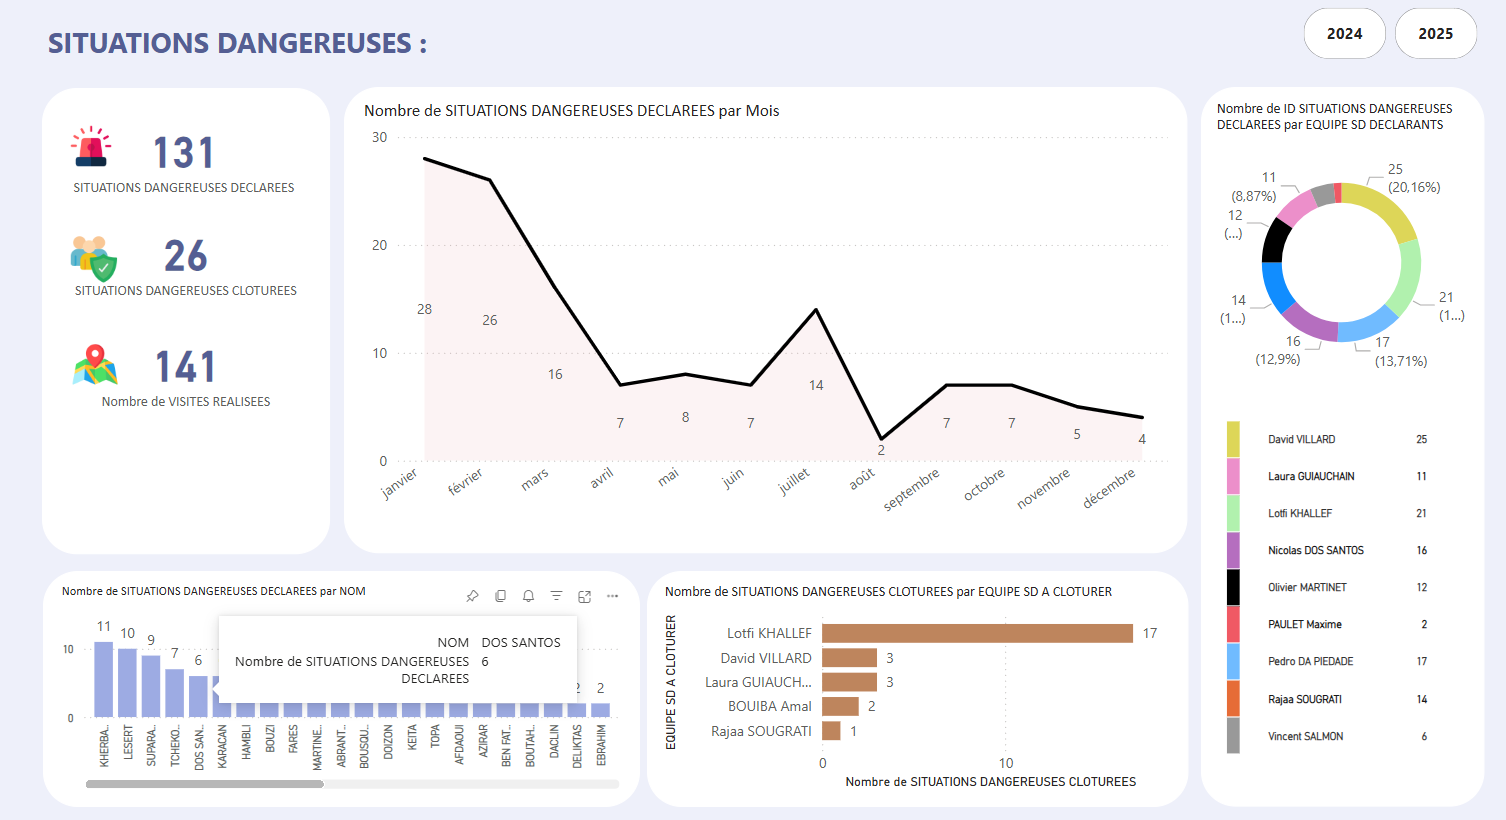 SITUATIONS DANGEREUSES :
2024
2025
131
SITUATIONS DANGEREUSES DECLAREES
26
SITUATIONS DANGEREUSES CLOTUREES
141
Nombre de VISITES REALISEES
Nombre de SITUATIONS DANGEREUSES DECLAREES par Mois
30
20
10
0
28
26
16
7
8
7
14
2
7
7
5
4
janvier
février
mars
avril
mai
juin
juillet
août
septembre
octobre
novembre
décembre
Nombre de ID SITUATIONS DANGEREUSES
DECLAREES par EQUIPE SD DECLARANTS
25
(20,16%)
21
(1...)
17
(13,71%)
16
(12,9%)
14
(1...)
12
(...)
11
(8,87%)
David VILLARD 25
Laura GUIAUCHAIN 11
Lotfi KHALLEF 21
Nicolas DOS SANTOS 16
Olivier MARTINET 12
PAULET Maxime 2
Pedro DA PIEDADE 17
Rajaa SOUGRATI 14
Vincent SALMON 6
Nombre de SITUATIONS DANGEREUSES DECLAREES par NOM
10
0
11
10
9
7
6
2
2
NOM DOS SANTOS
Nombre de SITUATIONS DANGEREUSES 6
DECLAREES
KHERBA...
LESERT
SUPARA...
TCHEKO...
DOS SAN...
KARACAN
HAMBLI
BOUZI
FARES
MARTINE...
ABRANT...
BOUSQU...
DOIZON
KEITA
TOPA
AFDAOUI
AZIRAR
BEN FAT...
BOUTAH...
DACLIN
DELIKTAS
EBRAHIM
Nombre de SITUATIONS DANGEREUSES CLOTUREES par EQUIPE SD A CLOTURER
EQUIPE SD A CLOTURER
Lotfi KHALLEF 17
David VILLARD 3
Laura GUIAUCH... 3
BOUIBA Amal 2
Rajaa SOUGRATI 1
0
10
Nombre de SITUATIONS DANGEREUSES CLOTUREES